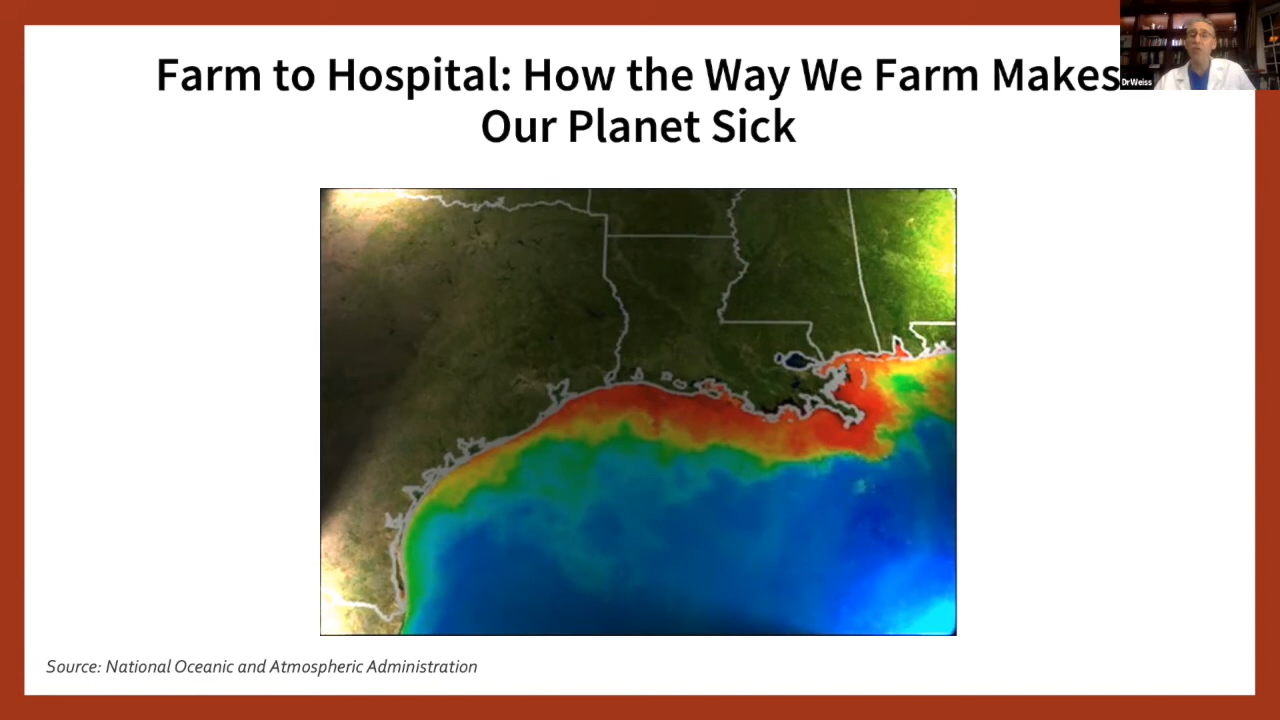 Farm to Hospital: How the Way We Farm Makes
Our Planet Sick
DrWeiss
Source: National Oceanic and Atmospheric Administration